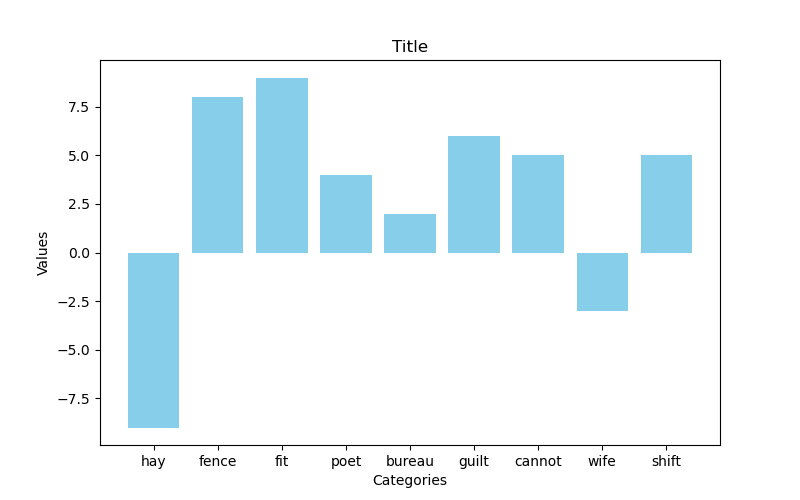 Title
Values
7.5
5.0
2.5
0.0
−2.5
−5.0
−7.5
hay fence fit poet bureau guilt cannot wife shift
Categories